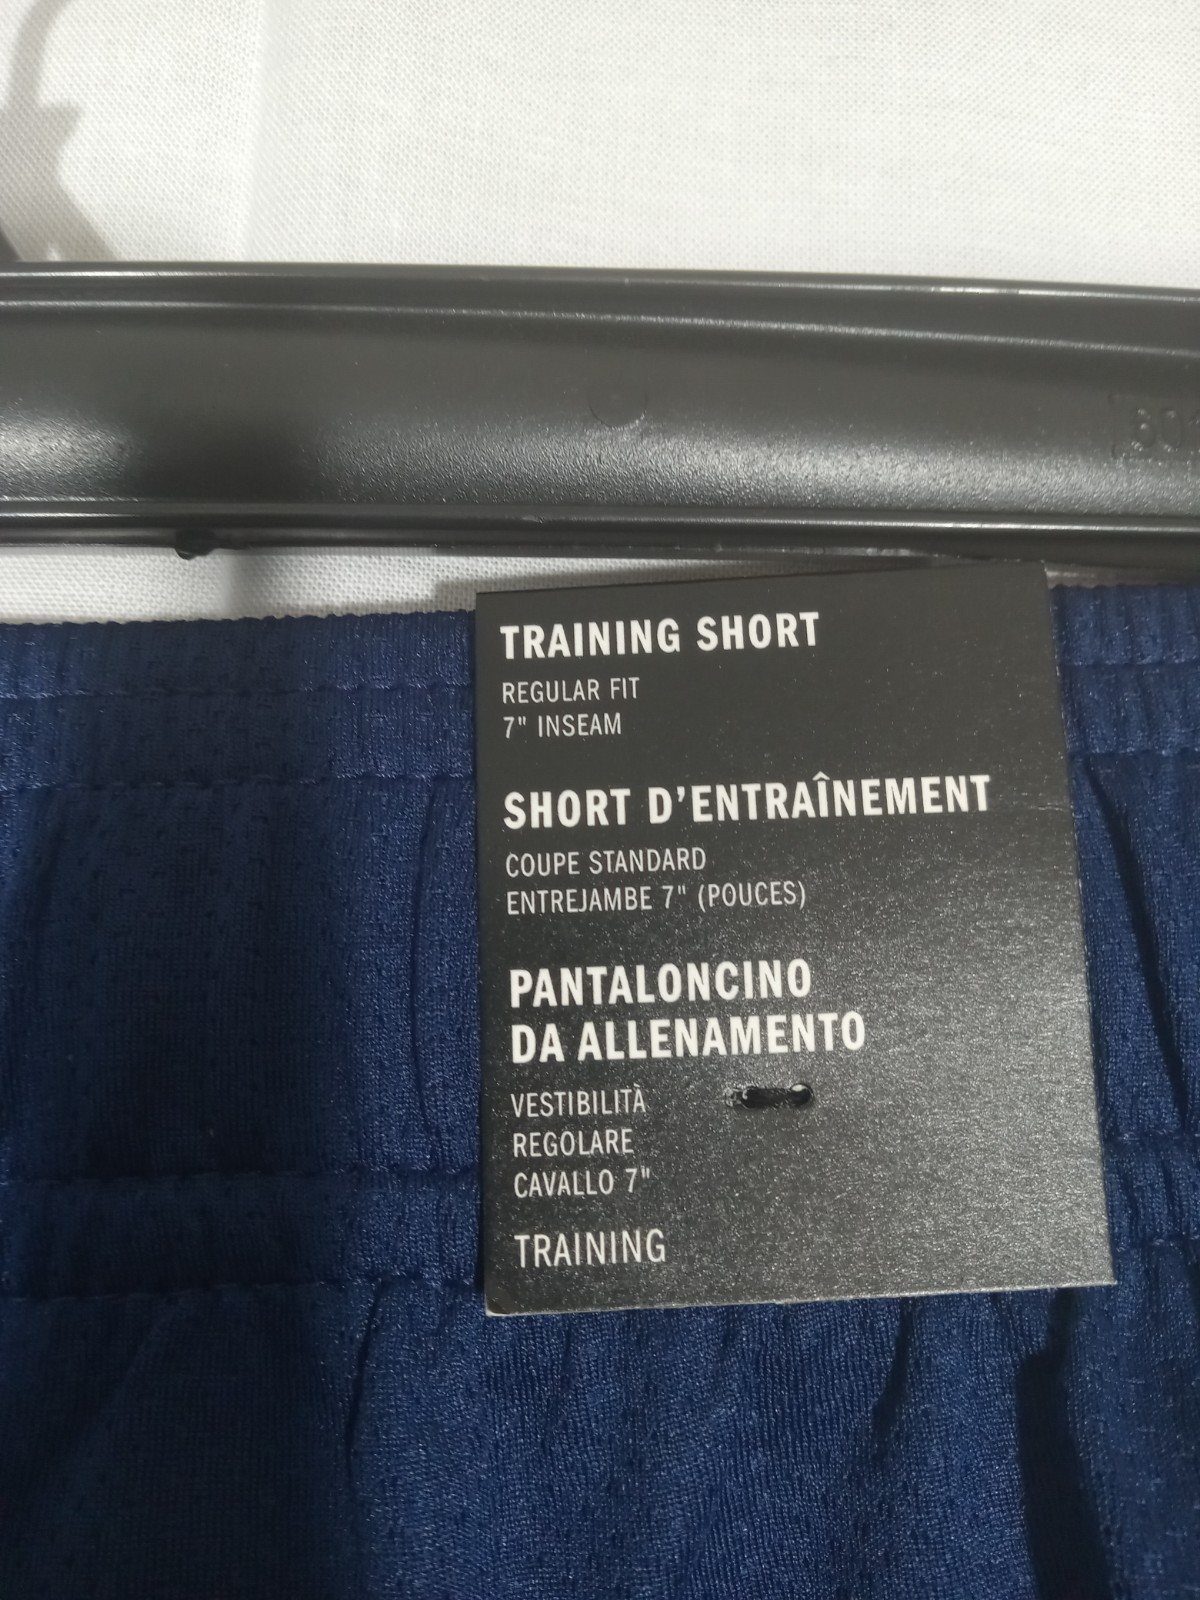 TRAINING SHORT
REGULAR FIT
7" INSEAM
SHORT D'ENTRAÎNEMENT
COUPE STANDARD
ENTREJAMBE 7" (POUCES)
PANTALONCINO
DA ALLENAMENTO
VESTIBILITÀ
REGOLARE
CAVALLO 7"
TRAINING